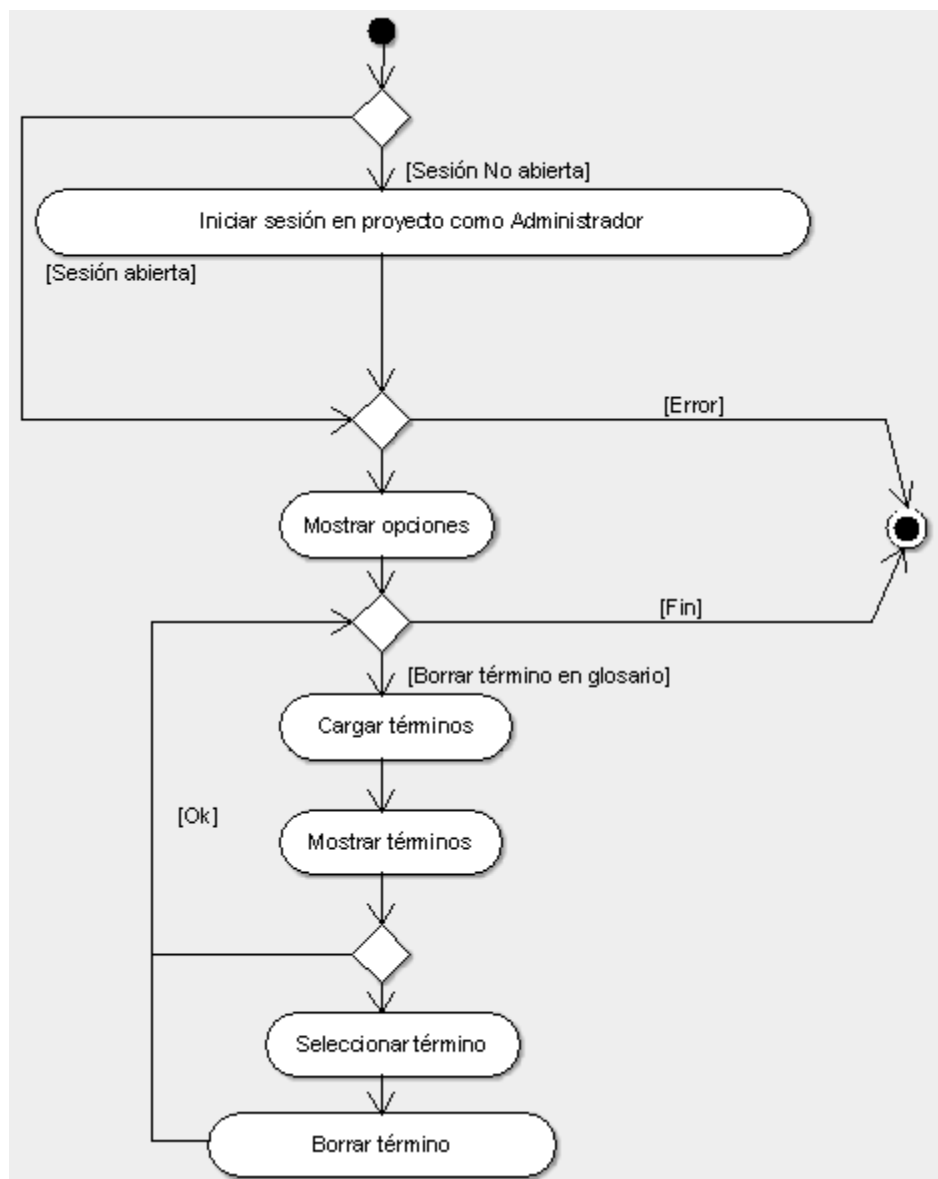 [Sesión No abierta]
Iniciar sesión en proyecto como Administrador
[Sesión abierta]
[Error]
Mostrar opciones
[Fin]
[Borrar término en glosario]
Cargar términos
[Ok]
Mostrar términos
Seleccionar término
Borrar término